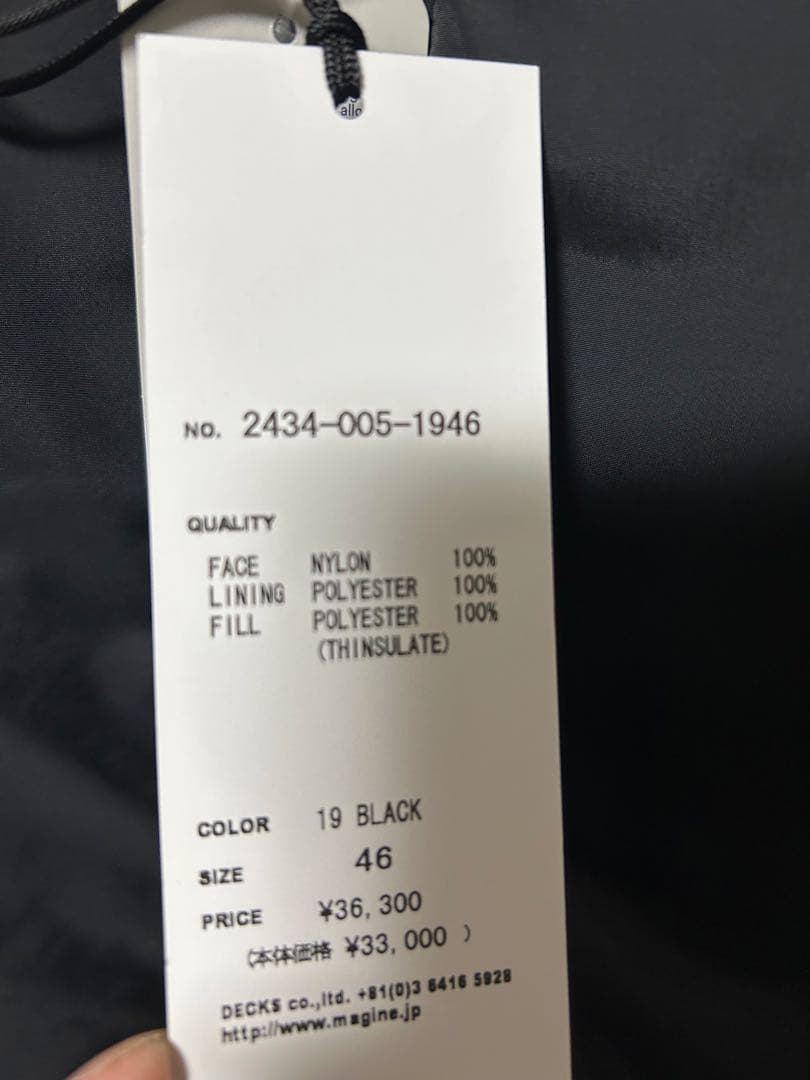 allo
NO. 2434-005-1946
QUALITY
FACE NYLON 100%
LINING POLYESTER 100%
FILL POLYESTER 100%
(THINSULATE)
COLOR 19 BLACK
SIZE 46
PRICE ¥36,300
(本体価格 ¥33,000 )
DECKS co.,ltd. +81(0)3 6416 5928
http://www.magine.jp